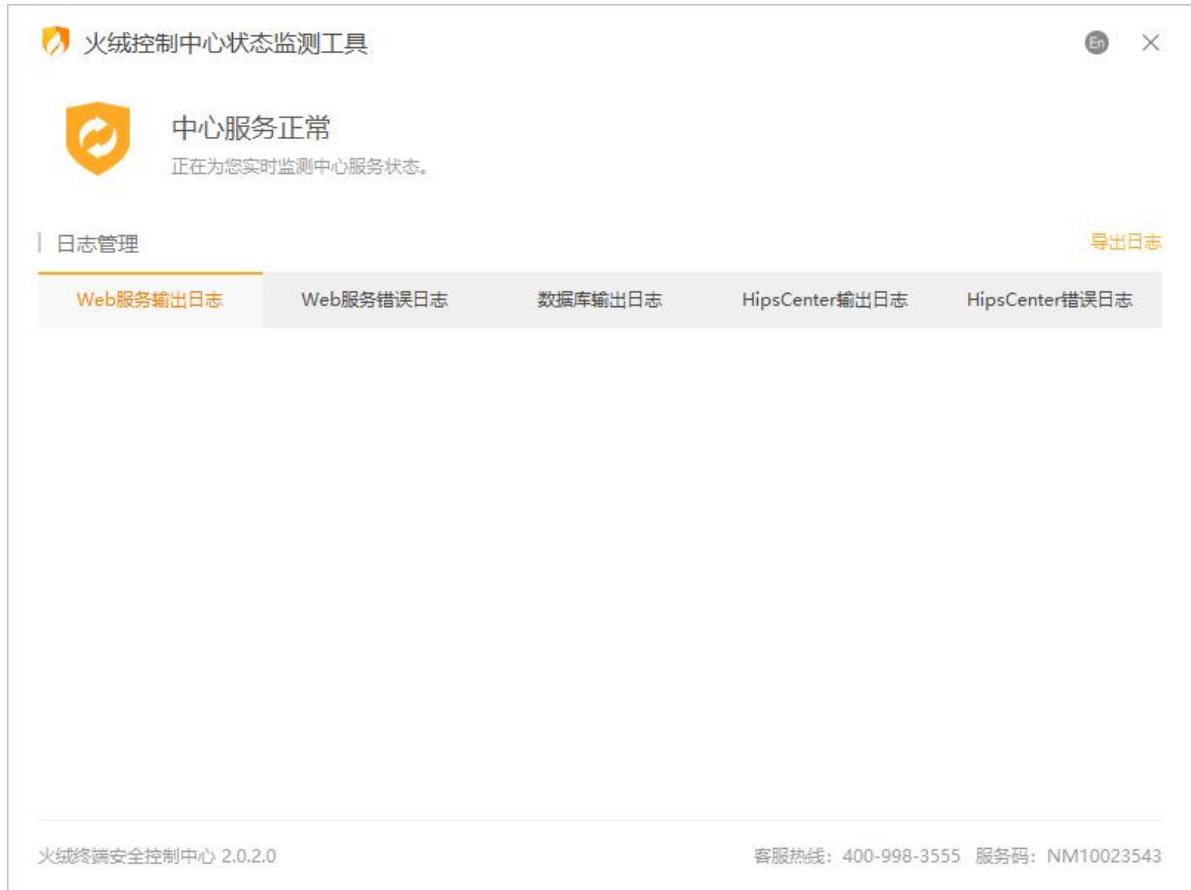 火绒控制中心状态监测工具 En
中心服务正常
正在为您实时监测中心服务状态。
日志管理 导出日志
Web服务输出日志 Web服务错误日志 数据库输出日志 HipsCenter输出日志 HipsCenter错误日志
火绒终端安全控制中心 2.0.2.0 客服热线：400-998-3555 服务码：NM10023543